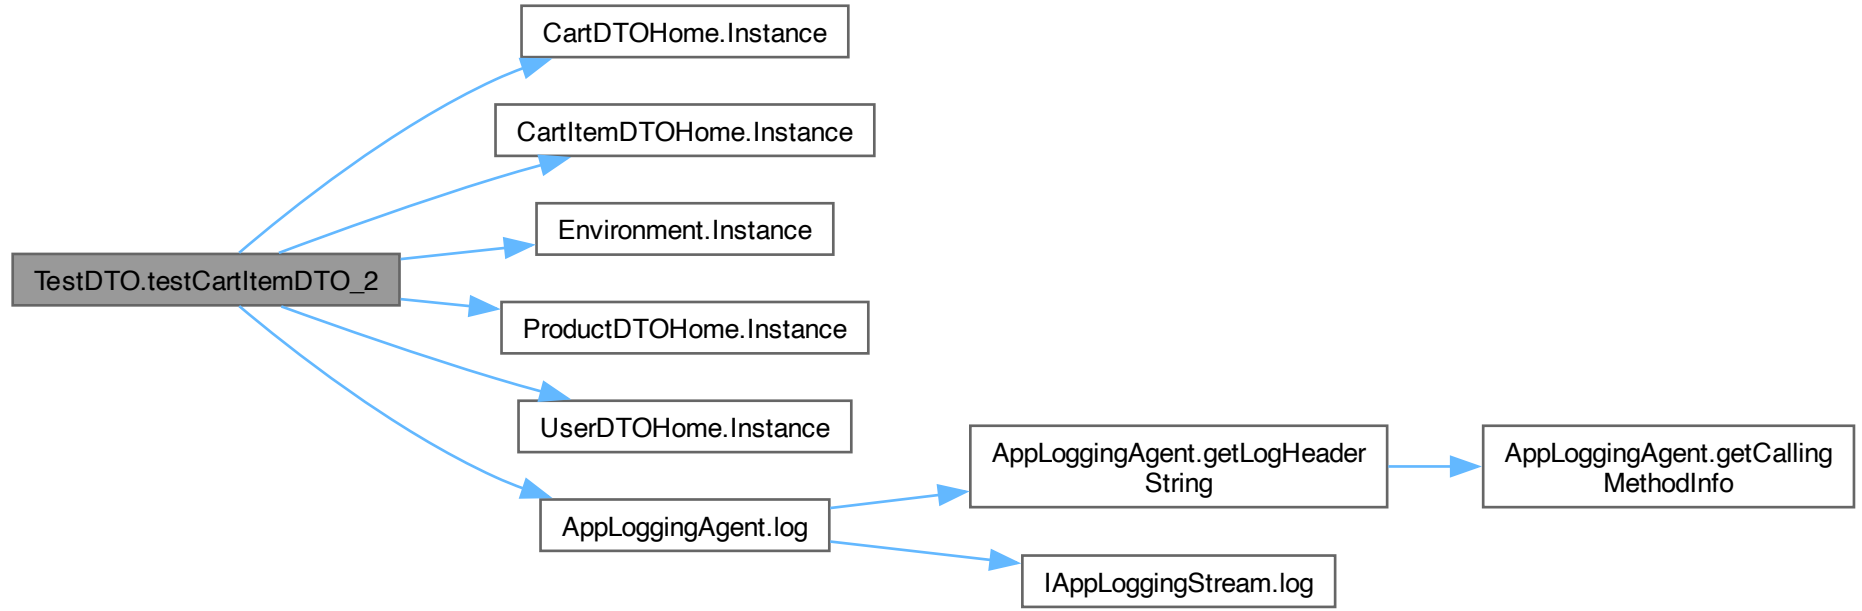 CartDTOHome.Instance
CartItemDTOHome.Instance
Environment.Instance
TestDTO.testCartItemDTO_2
ProductDTOHome.Instance
UserDTOHome.Instance
AppLoggingAgent.log
AppLoggingAgent.getLogHeader
String
AppLoggingAgent.getCalling
MethodInfo
IAppLoggingStream.log